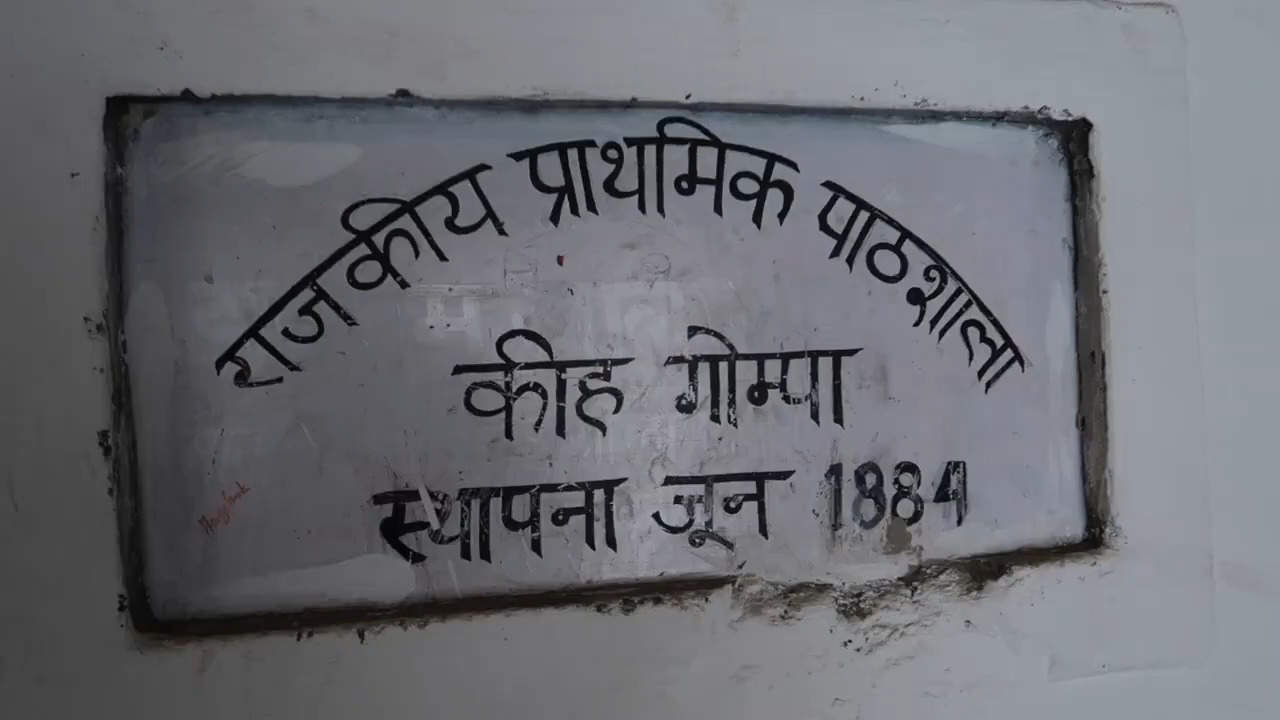 राजकीय प्राथमिक पाठशाला
कीह गोम्पा
स्थापना जून 1884